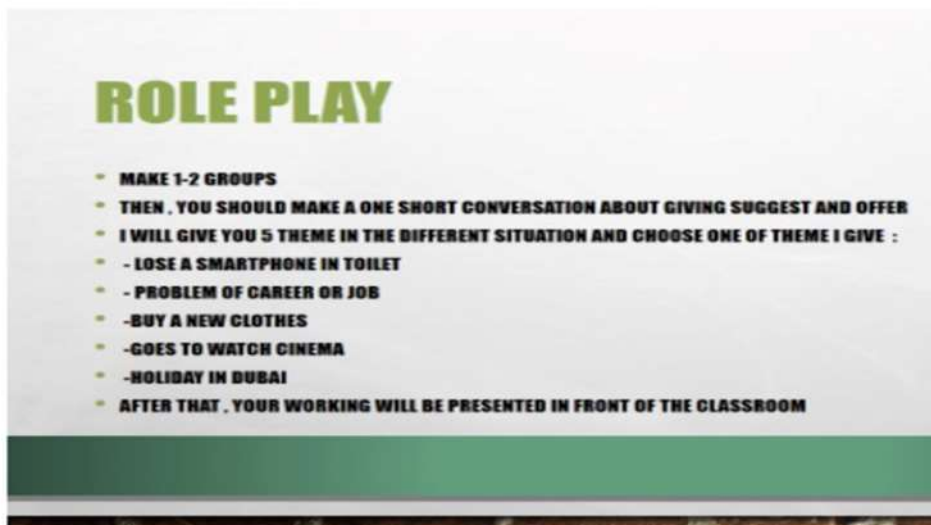 ROLE PLAY
MAKE 1-2 GROUPS
THEN , YOU SHOULD MAKE A ONE SHORT CONVERSATION ABOUT GIVING SUGGEST AND OFFER
I WILL GIVE YOU 5 THEME IN THE DIFFERENT SITUATION AND CHOOSE ONE OF THEME I GIVE :
- LOSE A SMARTPHONE IN TOILET
- PROBLEM OF CAREER OR JOB
-BUY A NEW CLOTHES
-GOES TO WATCH CINEMA
-HOLIDAY IN DUBAI
AFTER THAT , YOUR WORKING WILL BE PRESENTED IN FRONT OF THE CLASSROOM